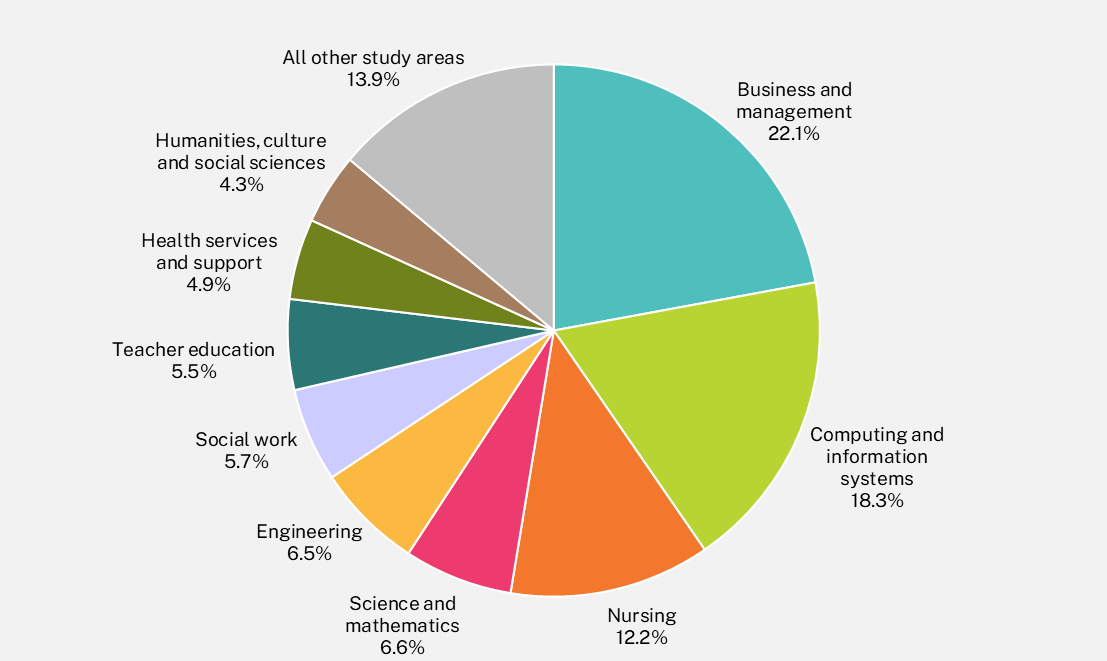 All other study areas
13.9%
Business and
management
22.1%
Humanities, culture
and social sciences
4.3%
Health services
and support
4.9%
Teacher education
5.5%
Social work
5.7%
Computing and
information
systems
18.3%
Engineering
6.5%
Science and
mathematics
6.6%
Nursing
12.2%